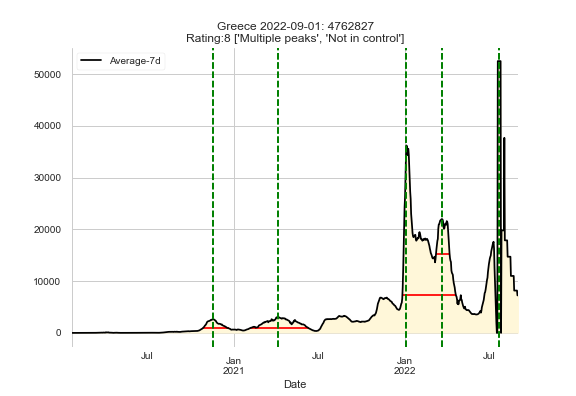 Greece 2022-09-01: 4762827
Rating:8 ['Multiple peaks', 'Not in control']
Average-7d
50000
40000
30000
20000
10000
0
Jul
Jan
2021
Jul
Jan
2022
Jul
Date